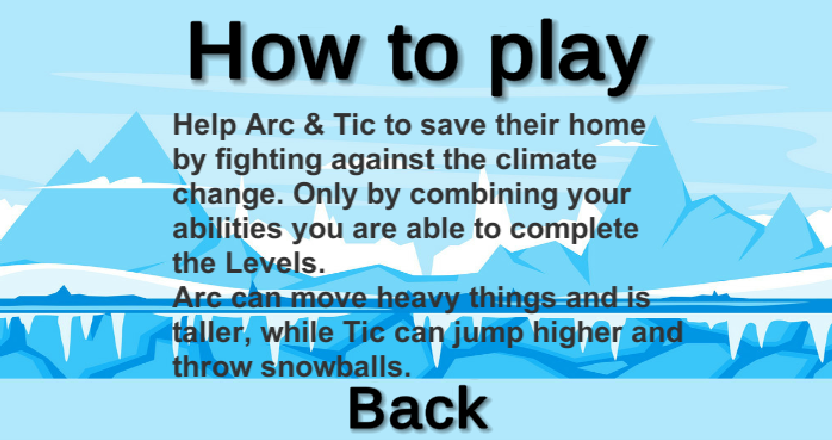 How to play
Help Arc & Tic to save their home
by fighting against the climate
change. Only by combining your
abilities you are able to complete
the Levels.
Arc can move heavy things and is
taller, while Tic can jump higher and
throw snowballs.
Back